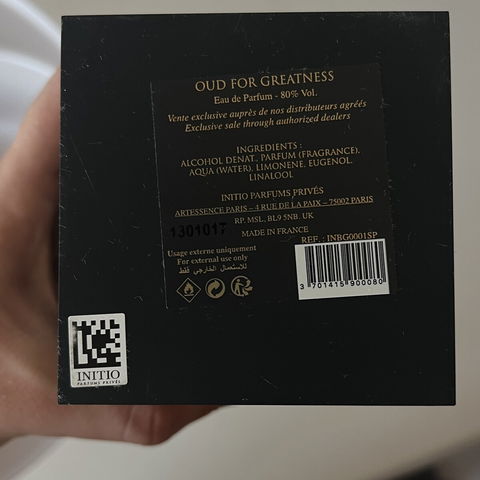 OUD FOR GREATNESS
Eau de Parfum - 80% Vol.
Vente exclusive auprès de nos distributeurs agréés
Exclusive sale through authorized dealers
INGREDIENTS :
ALCOHOL DENAT., PARFUM (FRAGRANCE),
AQUA (WATER), LIMONENE, EUGENOL,
LINALOOL
INITIO PARFUMS PRIVÉS
ARTESSENCE PARIS – 4 RUE DE LA PAIX – 75002 PARIS
RP. MSL, BL9 5NB. UK
1301017
MADE IN FRANCE
REF. : INBG0001SP
Usage externe uniquement
For external use only
للاستعمال الخارجي فقط
3 701415 900080
INITIO
PARFUMS PRIVÉS